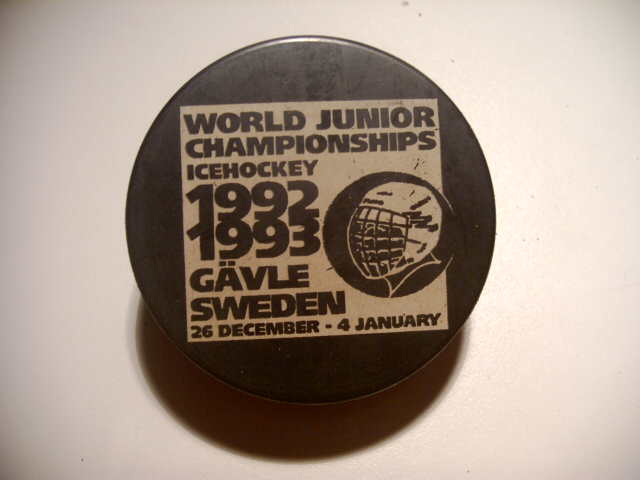 WORLD JUNIOR
CHAMPIONSHIPS
ICEHOCKEY
1992
1993
GÄVLE
SWEDEN
26 DECEMBER - 4 JANUARY